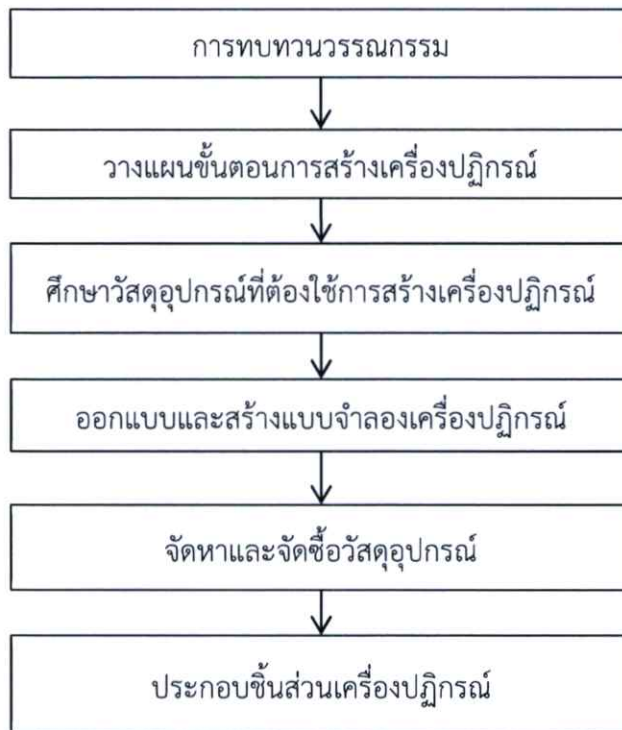 การทบทวนวรรณกรรม
วางแผนขั้นตอนการสร้างเครื่องปฏิกรณ์
ศึกษาวัสดุอุปกรณ์ที่ต้องใช้การสร้างเครื่องปฏิกรณ์
ออกแบบและสร้างแบบจำลองเครื่องปฏิกรณ์
จัดหาและจัดซื้อวัสดุอุปกรณ์
ประกอบชิ้นส่วนเครื่องปฏิกรณ์